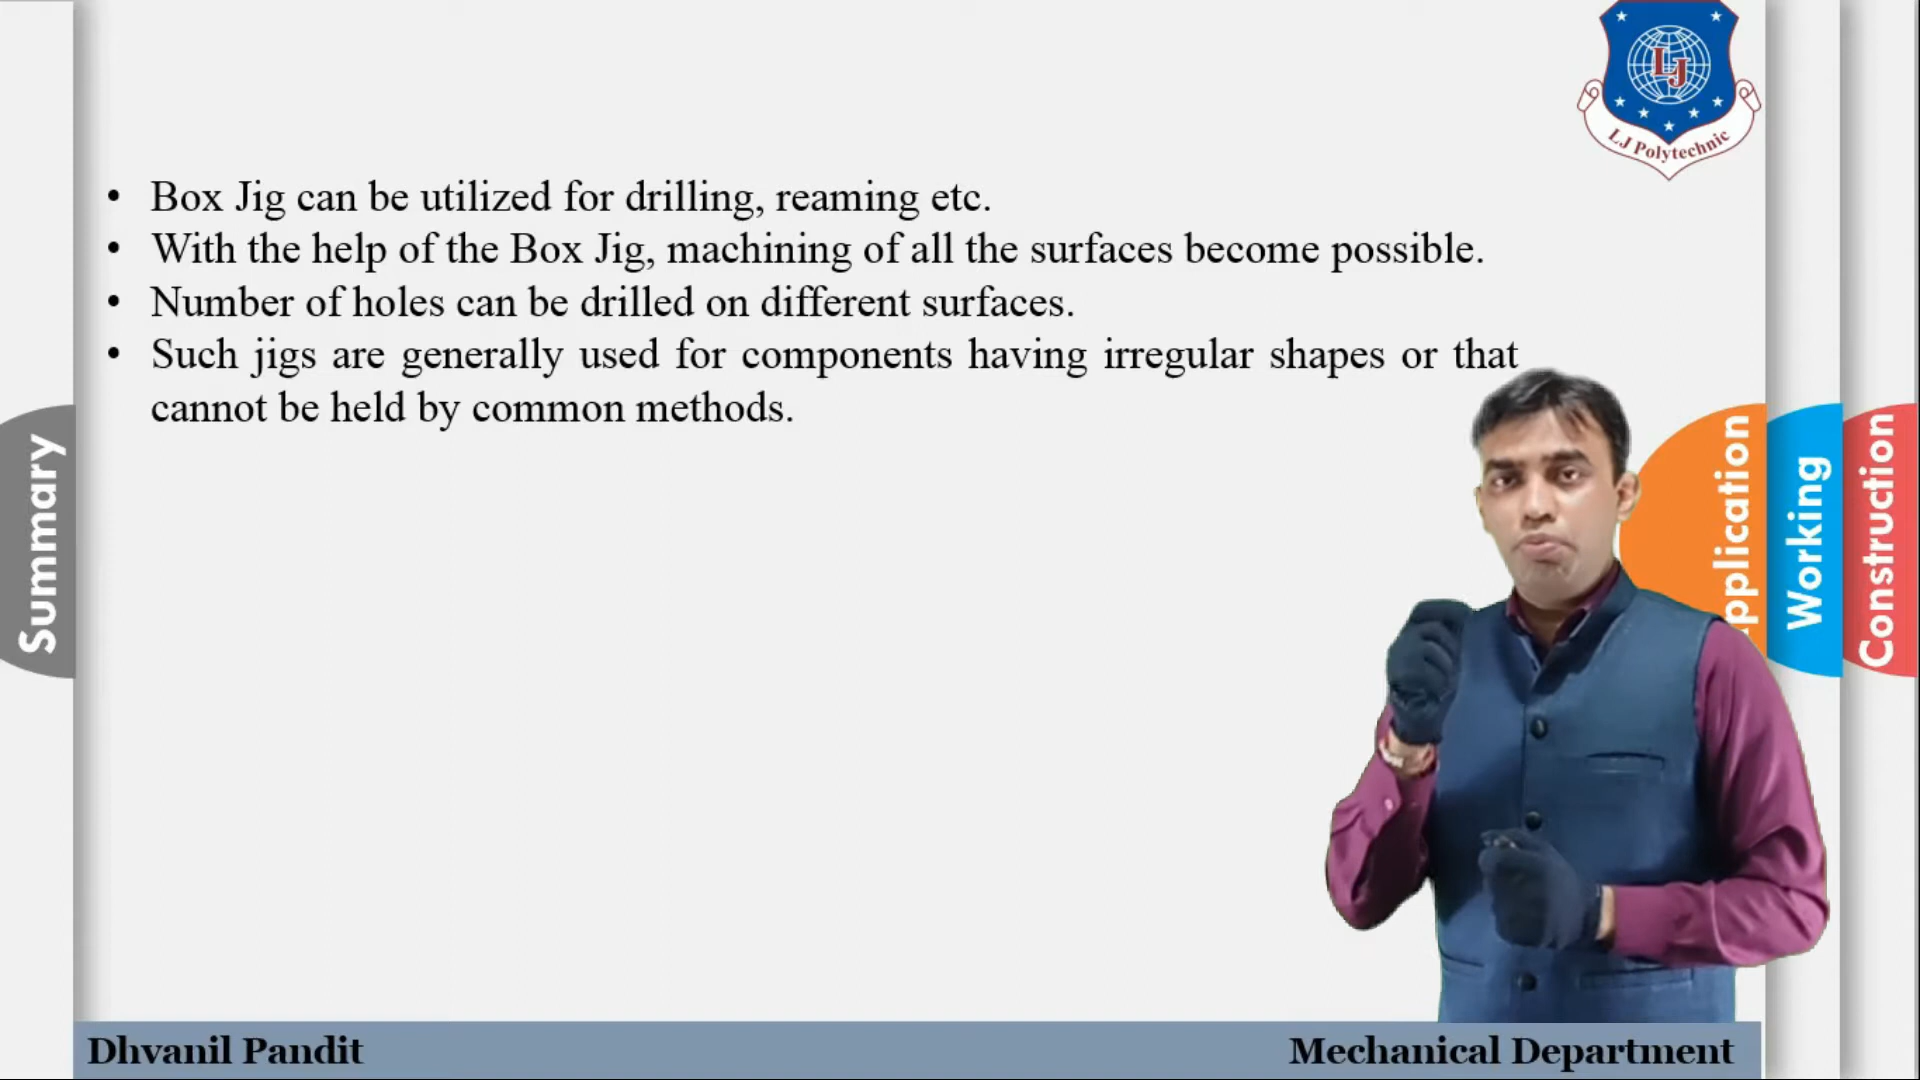 LJ
LJ Polytechnic
• Box Jig can be utilized for drilling, reaming etc.
• With the help of the Box Jig, machining of all the surfaces become possible.
• Number of holes can be drilled on different surfaces.
• Such jigs are generally used for components having irregular shapes or that
cannot be held by common methods.
Summary
pplication
Working
Construction
Dhvanil Pandit
Mechanical Department